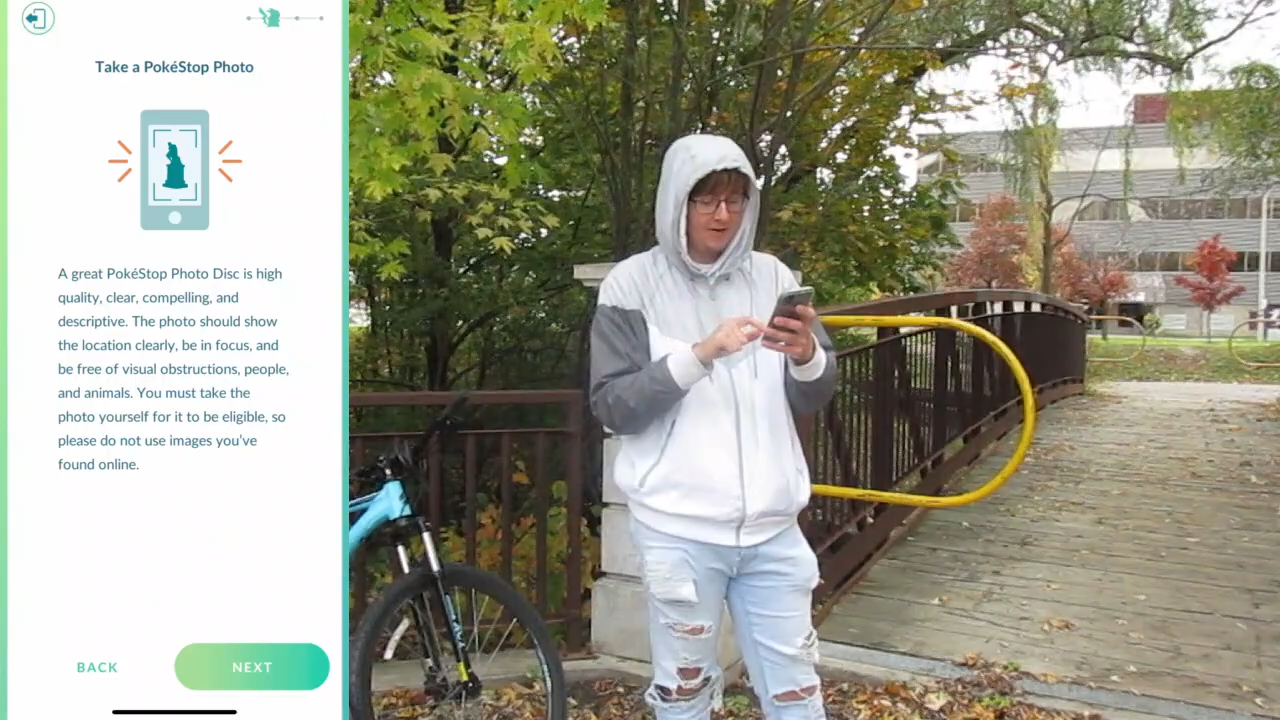 Take a PokéStop Photo
A great PokéStop Photo Disc is high
quality, clear, compelling, and
descriptive. The photo should show
the location clearly, be in focus, and
be free of visual obstructions, people,
and animals. You must take the
photo yourself for it to be eligible, so
please do not use images you've
found online.
BACK
NEXT